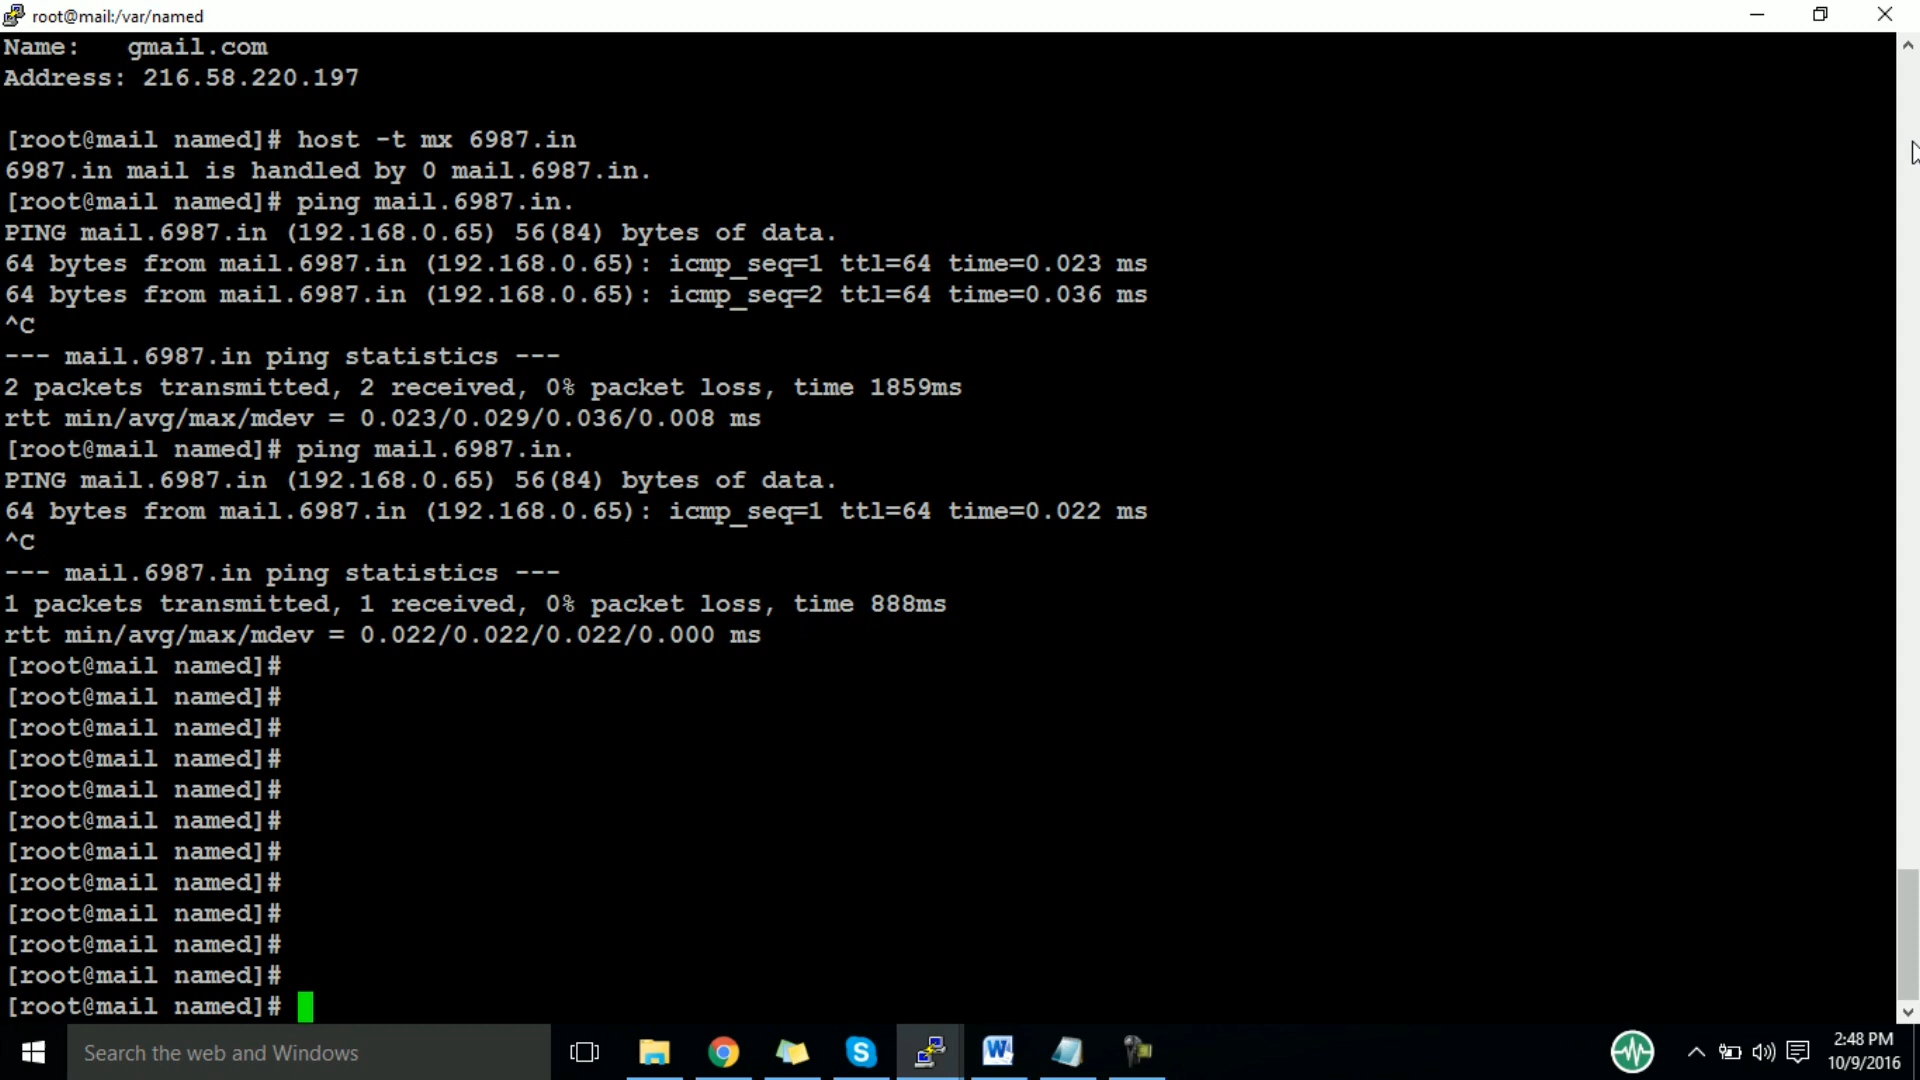 root@mail:/var/named
Name:   gmail.com
Address: 216.58.220.197
[root@mail named]# host -t mx 6987.in
6987.in mail is handled by 0 mail.6987.in.
[root@mail named]# ping mail.6987.in.
PING mail.6987.in (192.168.0.65) 56(84) bytes of data.
64 bytes from mail.6987.in (192.168.0.65): icmp_seq=1 ttl=64 time=0.023 ms
64 bytes from mail.6987.in (192.168.0.65): icmp_seq=2 ttl=64 time=0.036 ms
^C
--- mail.6987.in ping statistics ---
2 packets transmitted, 2 received, 0% packet loss, time 1859ms
rtt min/avg/max/mdev = 0.023/0.029/0.036/0.008 ms
[root@mail named]# ping mail.6987.in.
PING mail.6987.in (192.168.0.65) 56(84) bytes of data.
64 bytes from mail.6987.in (192.168.0.65): icmp_seq=1 ttl=64 time=0.022 ms
^C
--- mail.6987.in ping statistics ---
1 packets transmitted, 1 received, 0% packet loss, time 888ms
rtt min/avg/max/mdev = 0.022/0.022/0.022/0.000 ms
[root@mail named]#
[root@mail named]#
[root@mail named]#
[root@mail named]#
[root@mail named]#
[root@mail named]#
[root@mail named]#
[root@mail named]#
[root@mail named]#
[root@mail named]#
[root@mail named]#
[root@mail named]#
Search the web and Windows
2:48 PM
10/9/2016